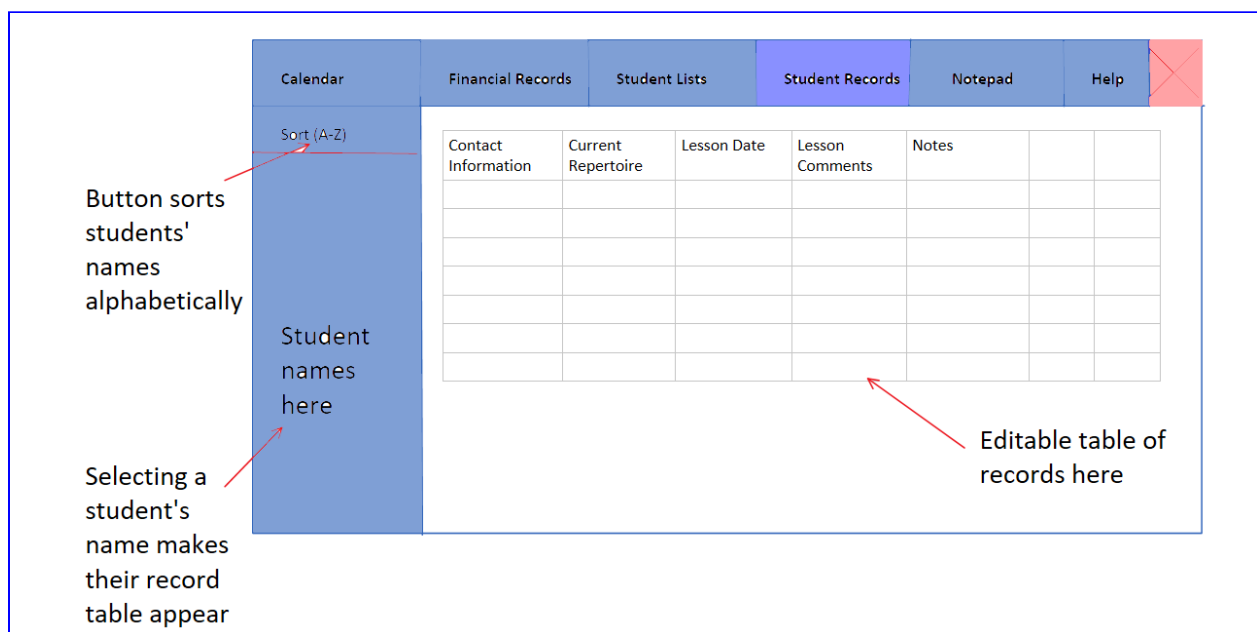 Calendar
Financial Records
Student Lists
Student Records
Notepad
Help
Sort (A-Z)
Contact
Information
Current
Repertoire
Lesson Date
Lesson
Comments
Notes
Button sorts
students'
names
alphabetically
Student
names
here
Selecting a
student's
name makes
their record
table appear
Editable table of
records here